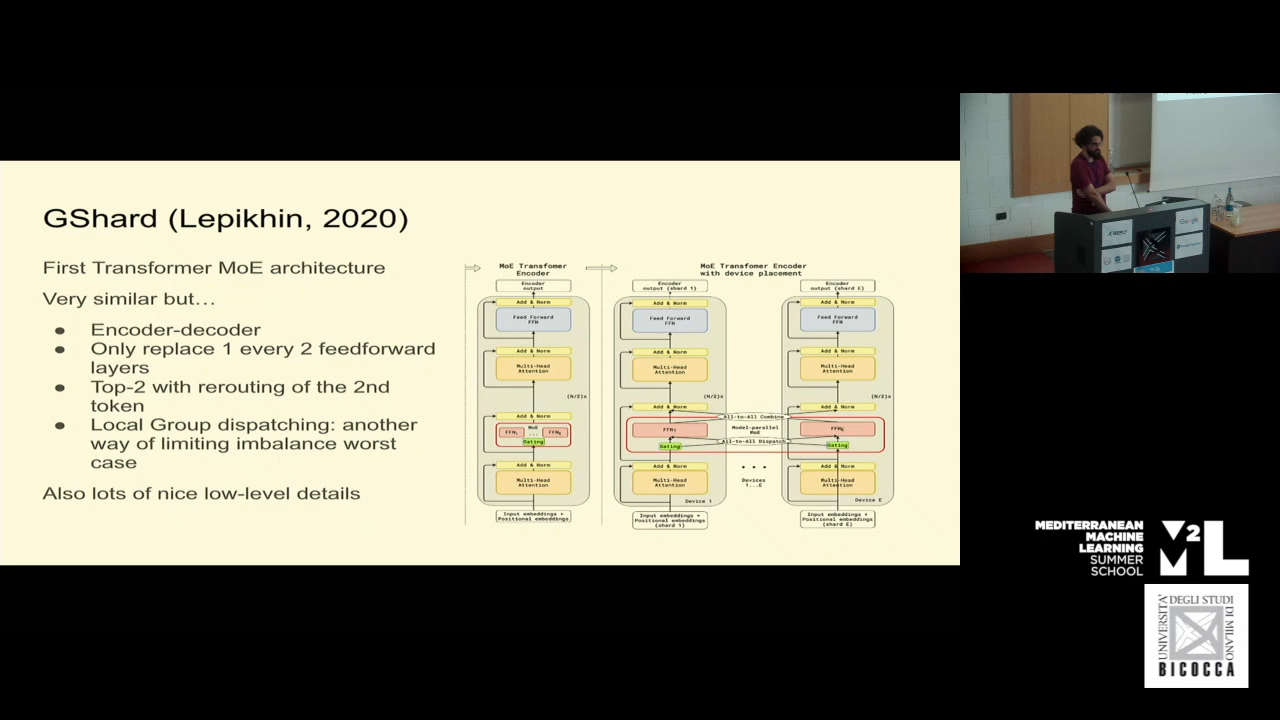 GShard (Lepikhin, 2020)
First Transformer MoE architecture
Very similar but…
● Encoder-decoder
● Only replace 1 every 2 feedforward
layers
● Top-2 with rerouting of the 2nd
token
● Local Group dispatching: another
way of limiting imbalance worst
case
Also lots of nice low-level details
MoE Transfomer
Encoder
Encoder
output
Add & Norm
Feed Forward
FFN
Add & Norm
Multi-Head
Attention
(N/2)x
Add & Norm
MoE
FFN₁ ... FFNE
Gating
Add & Norm
Multi-Head
Attention
Input embeddings +
Positional embeddings
MoE Transfomer Encoder
with device placement
Encoder
output (shard 1)
Add & Norm
Feed Forward
FFN
Add & Norm
Multi-Head
Attention
(N/2)x
Add & Norm
FFN₁
Gating
Add & Norm
Multi-Head
Attention
Device 1
Input embeddings +
Positional embeddings
(shard 1)
All-to-All Combine
Model-parallel
MoE
All-to-All Dispatch
Devices
1...E
Encoder
output (shard E)
Add & Norm
Feed Forward
FFN
Add & Norm
Multi-Head
Attention
(N/2)x
Add & Norm
FFNE
Gating
Add & Norm
Multi-Head
Attention
Device E
Input embeddings +
Positional embeddings
(shard E)
Google
MEDITERRANEAN
MACHINE
LEARNING
SUMMER
SCHOOL
M2L
UNIVERSITA'
DEGLI STUDI
DI MILANO
BICOCCA